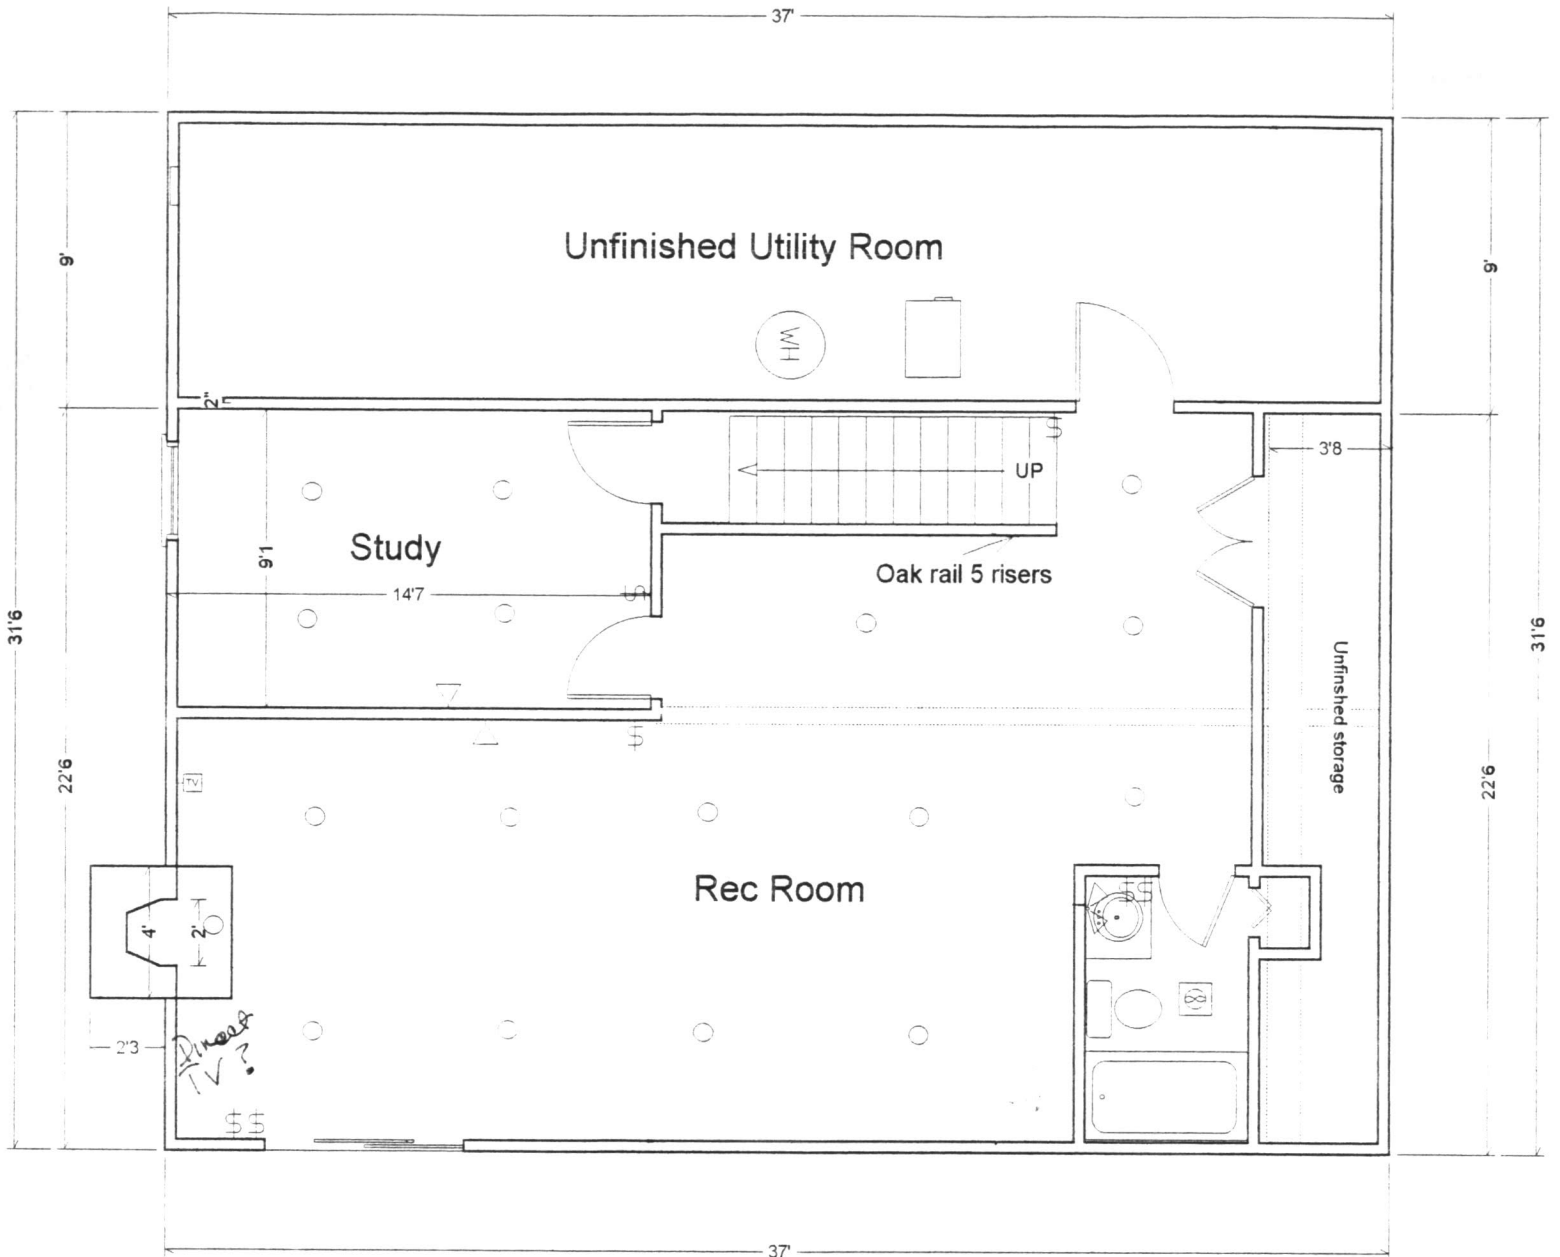 37'
9'
Unfinished Utility Room
9'
WH
2"
3'8
UP
Study
9'1
Oak rail 5 risers
14'7
$
$
31'6
31'6
Unfinshed storage
$
22'6
TV
22'6
Rec Room
$$
4'
2'
2'3
Direct
TV?
$$
37'